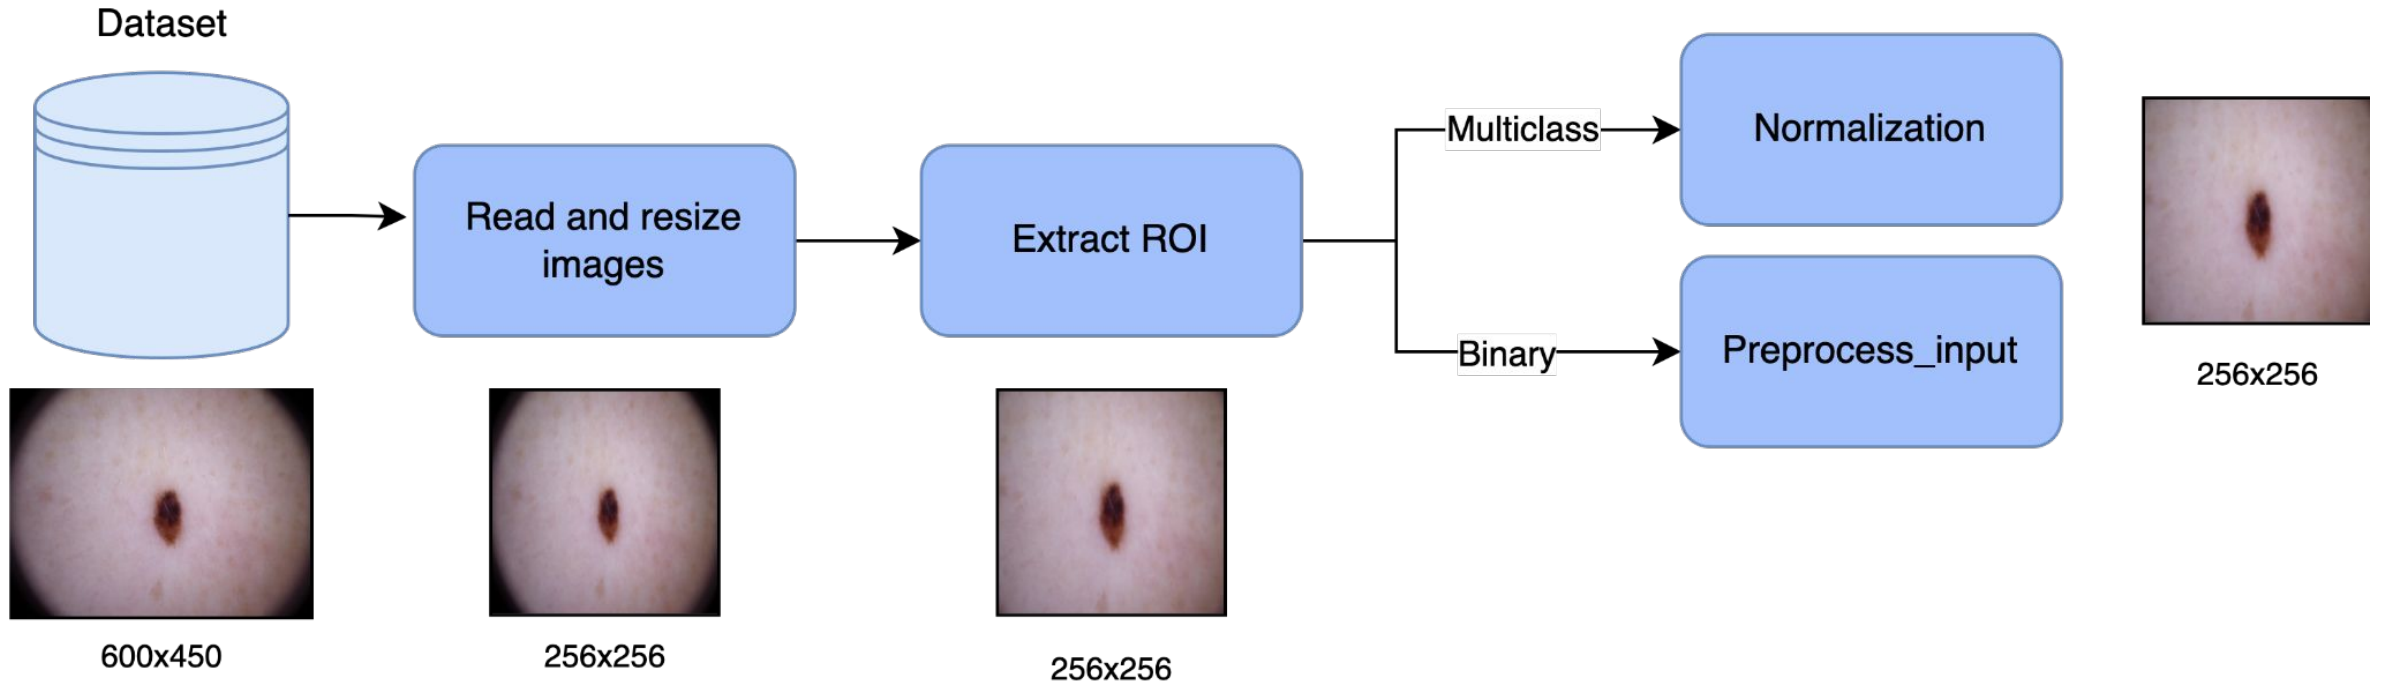 Dataset
Read and resize
images
Extract ROI
Multiclass
Normalization
Binary
Preprocess_input
600x450
256x256
256x256
256x256